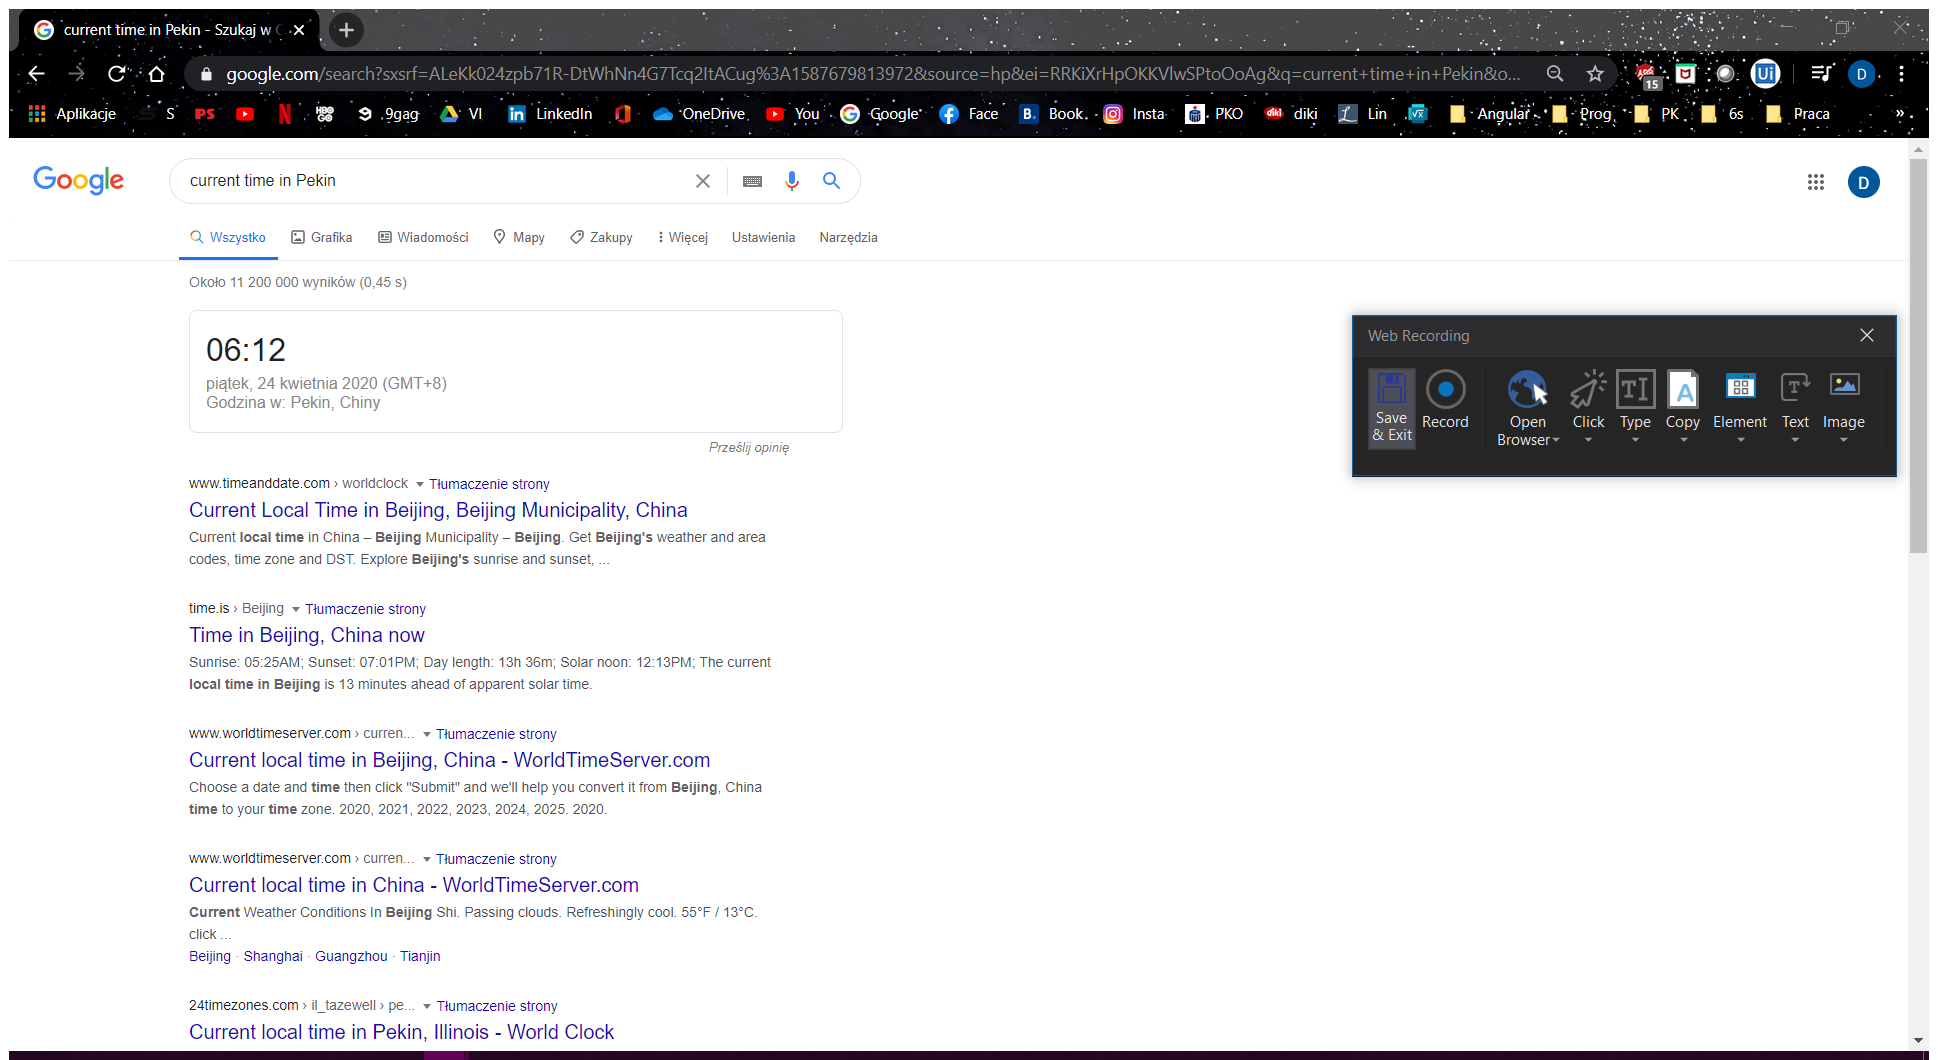 current time in Pekin - Szukaj w G
google.com/search?sxsrf=ALeKk024zpb71R-DtWhNn4G7Tcq2ItACug%3A1587679813972&source=hp&ei=RRKiXrHpOKKVlwSPtoOoAg&q=current+time+in+Pekin&o...
15
Ui
D
Aplikacje
S
PS
N
HBO GO
9gag
VI
LinkedIn
OneDrive
You
Google
Face
B.
Book.
Insta
PKO
diki
diki
L
Lin
Angular
Prog
PK
6s
Praca
»
Google
current time in Pekin
D
Wszystko
Grafika
Wiadomości
Mapy
Zakupy
Więcej
Ustawienia
Narzędzia
Około 11 200 000 wyników (0,45 s)
06:12
piątek, 24 kwietnia 2020 (GMT+8)
Godzina w: Pekin, Chiny
Prześlij opinię
Web Recording
Save & Exit
Record
Open Browser
Click
Type
Copy
Element
Text
Image
www.timeanddate.com › worldclock Tłumaczenie strony
Current Local Time in Beijing, Beijing Municipality, China
Current local time in China – Beijing Municipality – Beijing. Get Beijing's weather and area
codes, time zone and DST. Explore Beijing's sunrise and sunset, ...
time.is › Beijing Tłumaczenie strony
Time in Beijing, China now
Sunrise: 05:25AM; Sunset: 07:01PM; Day length: 13h 36m; Solar noon: 12:13PM; The current
local time in Beijing is 13 minutes ahead of apparent solar time.
www.worldtimeserver.com › curren... Tłumaczenie strony
Current local time in Beijing, China - WorldTimeServer.com
Choose a date and time then click "Submit" and we'll help you convert it from Beijing, China
time to your time zone. 2020, 2021, 2022, 2023, 2024, 2025. 2020.
www.worldtimeserver.com › curren... Tłumaczenie strony
Current local time in China - WorldTimeServer.com
Current Weather Conditions In Beijing Shi. Passing clouds. Refreshingly cool. 55°F / 13°C.
click ...
Beijing · Shanghai · Guangzhou · Tianjin
24timezones.com › il_tazewell › pe... Tłumaczenie strony
Current local time in Pekin, Illinois - World Clock